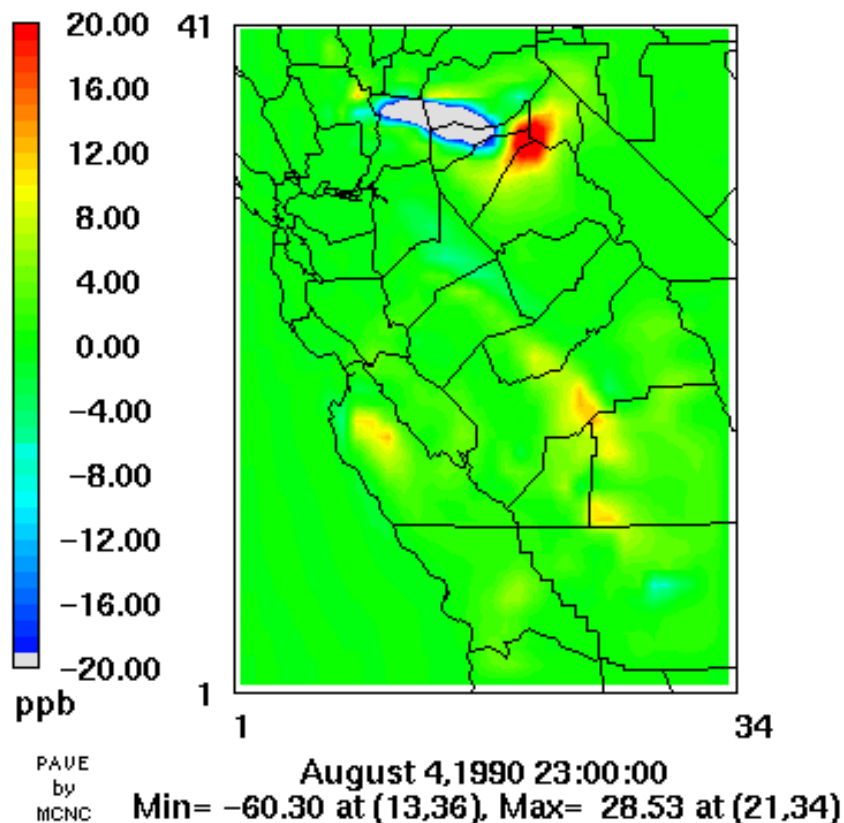 20.00
16.00
12.00
8.00
4.00
0.00
−4.00
−8.00
−12.00
−16.00
−20.00
ppb
41
1
1 34
PAVE
by
MCNC
August 4,1990 23:00:00
Min= −60.30 at (13,36), Max= 28.53 at (21,34)